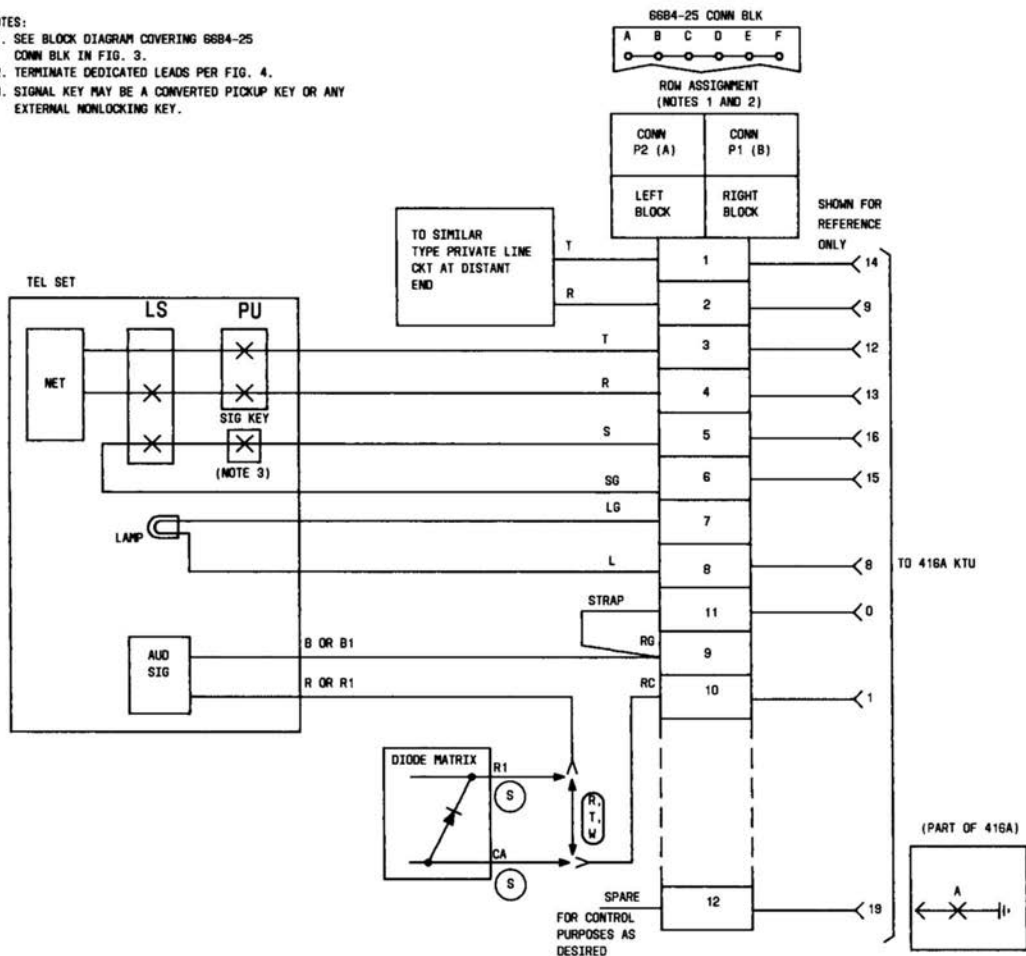 OTES:
. SEE BLOCK DIAGRAM COVERING 66B4-25
CONN BLK IN FIG. 3.
. TERMINATE DEDICATED LEADS PER FIG. 4.
. SIGNAL KEY MAY BE A CONVERTED PICKUP KEY OR ANY
EXTERNAL NONLOCKING KEY.
66B4-25 CONN BLK
A B C D E F
ROW ASSIGNMENT
(NOTES 1 AND 2)
CONN
P2 (A)
CONN
P1 (B)
LEFT
BLOCK
RIGHT
BLOCK
SHOWN FOR
REFERENCE
ONLY
TO SIMILAR
TYPE PRIVATE LINE
CKT AT DISTANT
END
T
1
14
R
2
9
TEL SET
LS
PU
NET
T
3
12
R
4
13
SIG KEY
S
5
16
(NOTE 3)
SG
6
15
LG
7
LAMP
L
8
8
TO 416A KTU
STRAP
11
0
AUD
SIG
B OR B1
RG
9
R OR R1
RC
10
1
DIODE MATRIX
R1
S
R,
T,
W
CA
S
(PART OF 416A)
A
SPARE
12
19
FOR CONTROL
PURPOSES AS
DESIRED